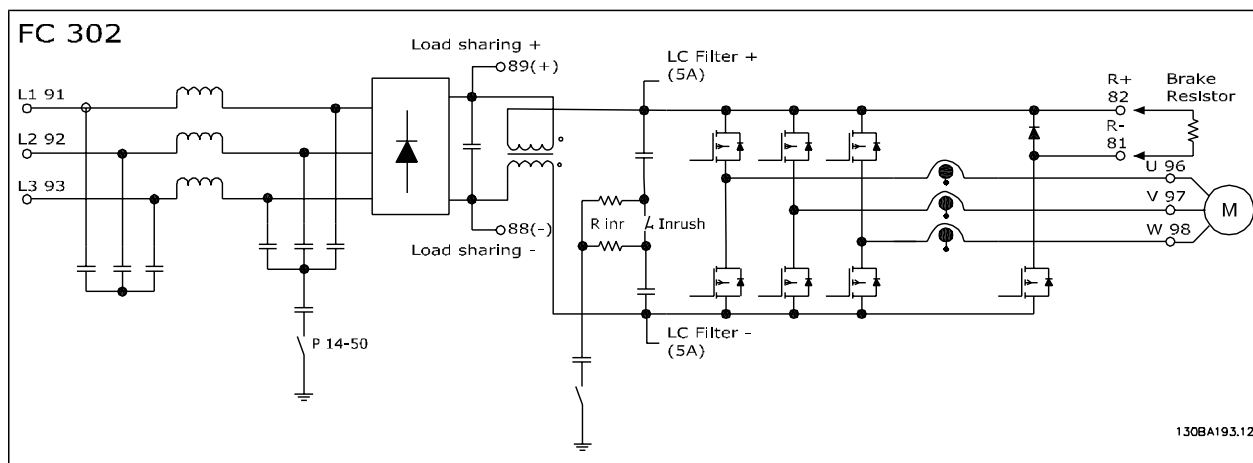 FC 302
Load sharing +
89(+)
LC Filter +
(5A)
R+
82
Brake
Resistor
L1 91
R-
81
L2 92
U 96
L3 93
V 97
M
R inr
Inrush
88(-)
W 98
Load sharing -
P 14-50
LC Filter -
(5A)
130BA193.12